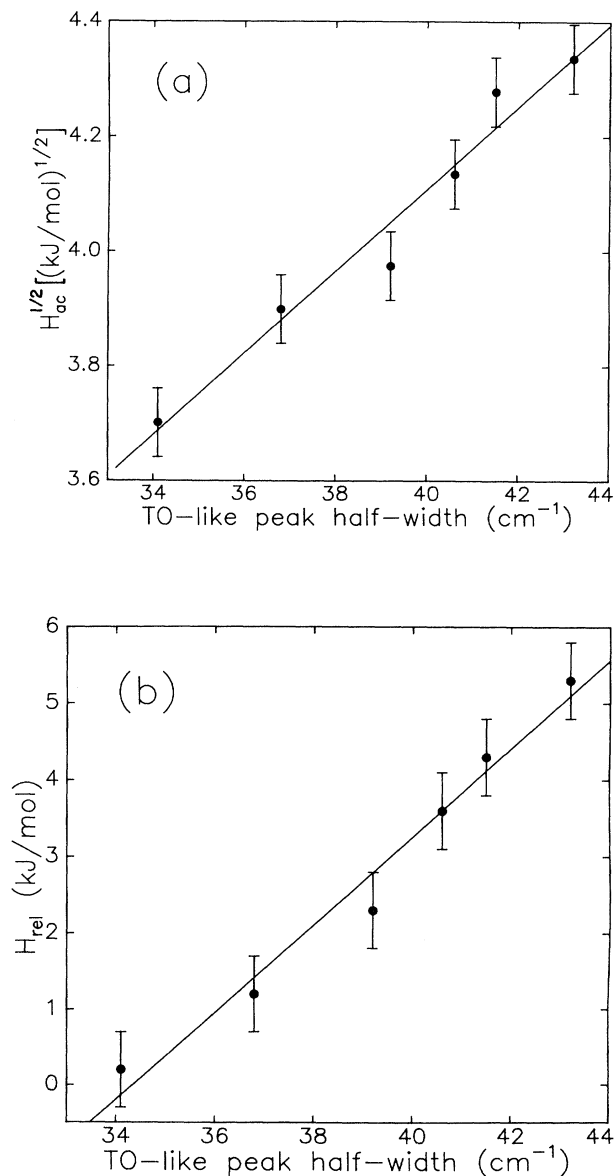 4.4
(a)
4.2
4.0
3.8
3.6
H_ac^1/2 [(kJ/mol)^1/2]
34 36 38 40 42 44
TO-like peak half-width (cm⁻¹)
6
(b)
5
4
3
2
1
0
H_rel (kJ/mol)
34 36 38 40 42 44
TO-like peak half-width (cm⁻¹)